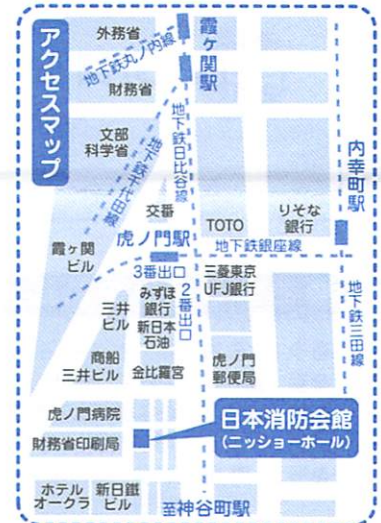 アクセスマップ
外務省
霞ヶ関駅
地下鉄丸ノ内線
財務省
地下鉄日比谷線
文部
科学省
地下鉄千代田線
内幸町駅
交番
TOTO
りそな
銀行
虎ノ門駅
地下鉄銀座線
霞ヶ関
ビル
3番出口
2番出口
三菱東京
UFJ銀行
みずほ
銀行
三井
ビル
新日本
石油
地下鉄三田線
商船
三井ビル
金比羅宮
虎ノ門
郵便局
虎ノ門病院
日本消防会館
(ニッショーホール)
財務省印刷局
ホテル
オークラ
新日鐵
ビル
至神谷町駅